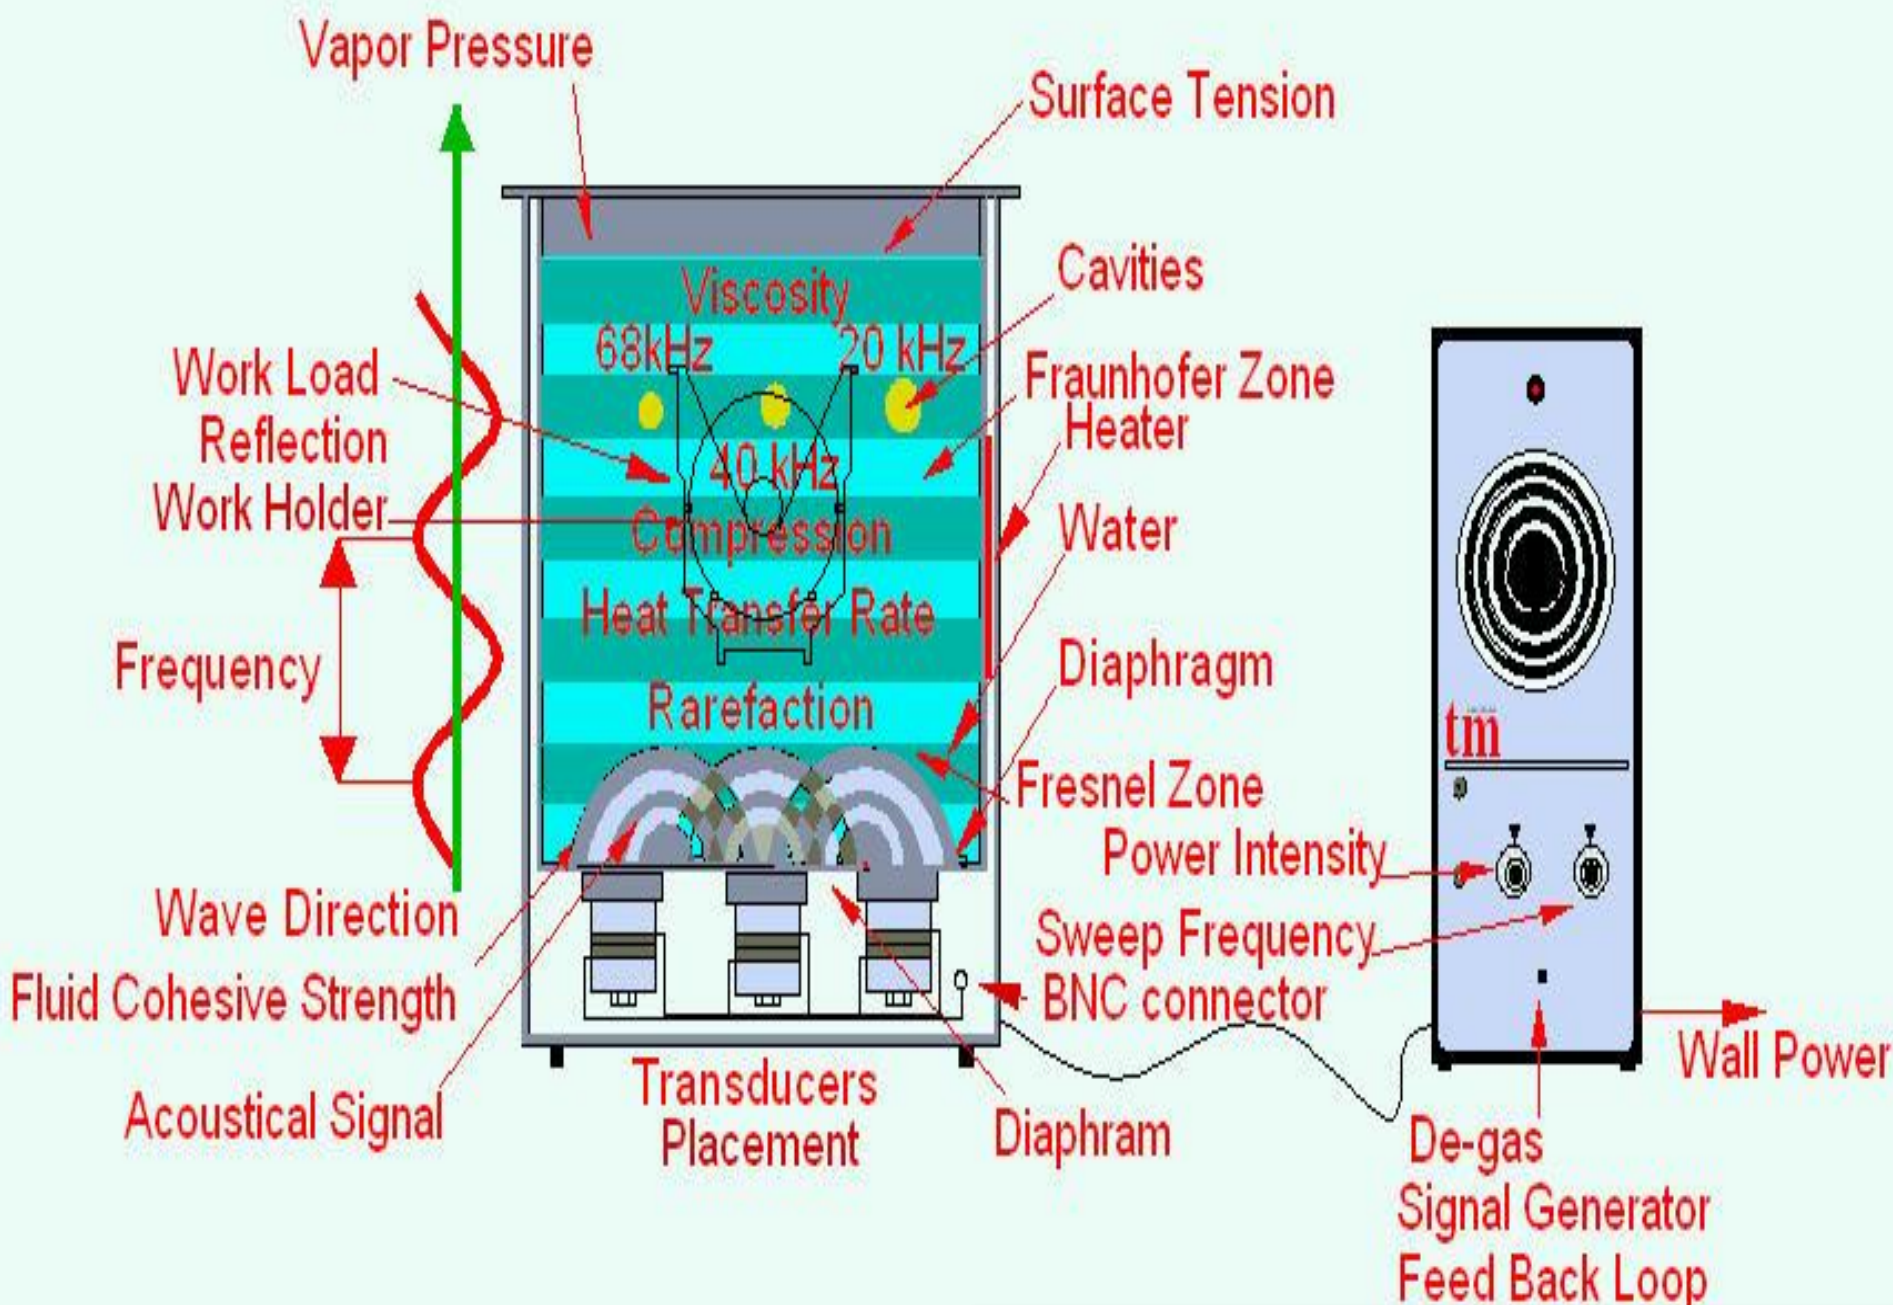 Vapor Pressure
Surface Tension
Viscosity
Cavities
68kHz
20 kHz
Work Load
Fraunhofer Zone
Reflection
Heater
40 kHz
Work Holder
Compression
Water
Heat Transfer Rate
Frequency
Diaphragm
Rarefaction
tm
Fresnel Zone
Power Intensity
Wave Direction
Sweep Frequency
Fluid Cohesive Strength
BNC connector
Wall Power
Transducers
Placement
Acoustical Signal
Diaphram
De-gas
Signal Generator
Feed Back Loop